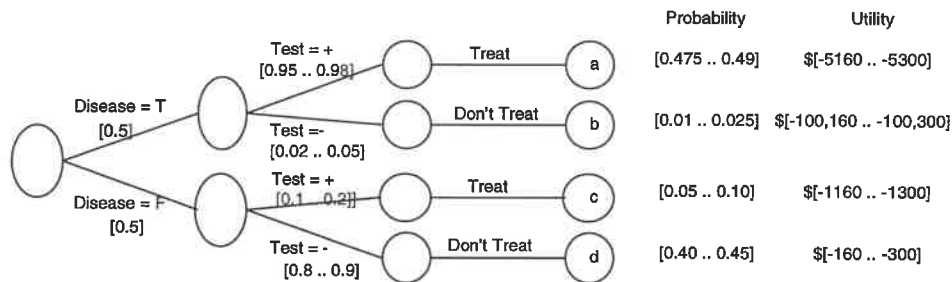 Probability Utility
Test = +
[0.95 .. 0.98]
Treat
a
[0.475 .. 0.49]
$[-5160 .. -5300]
Disease = T
[0.5]
Test =-
[0.02 .. 0.05]
Don't Treat
b
[0.01 .. 0.025]
$[-100,160 .. -100,300]
Disease = F
[0.5]
Test = +
[0.1 .. 0.2]]
Treat
c
[0.05 .. 0.10]
$[-1160 .. -1300]
Test = -
[0.8 .. 0.9]
Don't Treat
d
[0.40 .. 0.45]
$[-160 .. -300]